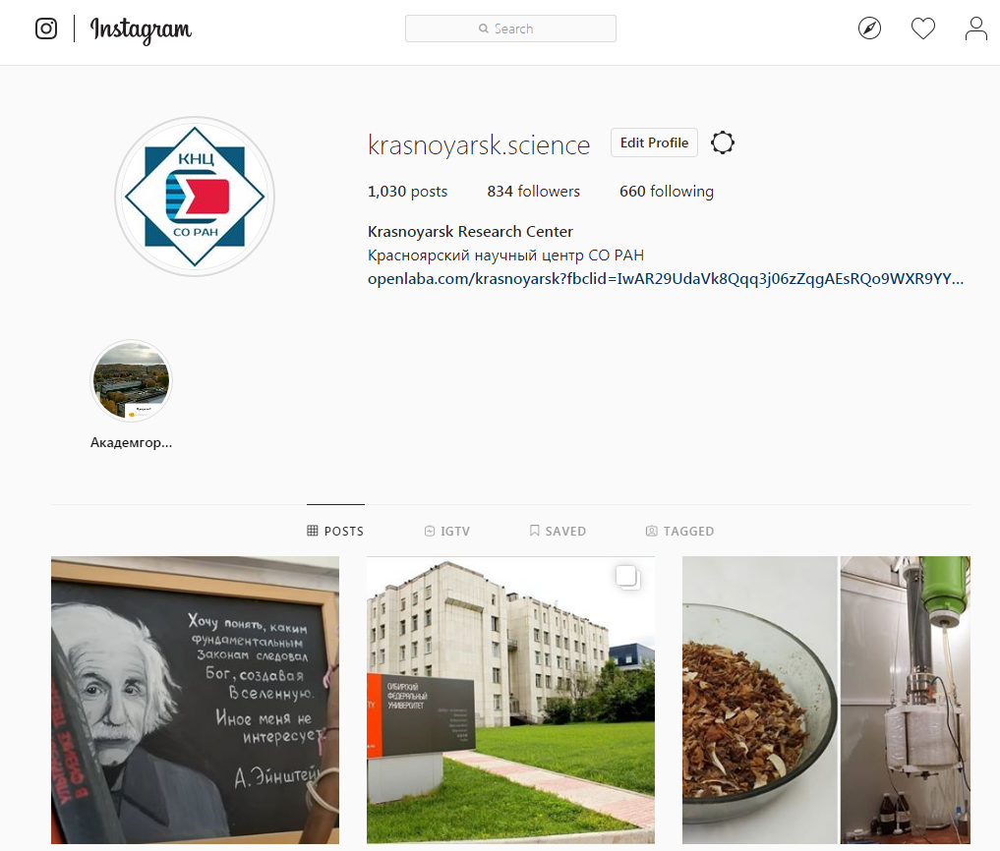 Instagram
Search
КНЦ
СО РАН
krasnoyarsk.science
Edit Profile
1,030 posts 834 followers 660 following
Krasnoyarsk Research Center
Красноярский научный центр СО РАН
openlaba.com/krasnoyarsk?fbclid=IwAR29UdaVk8Qqq3j06zZqgAEsRQo9WXR9YY...
Академгор...
POSTS IGTV SAVED TAGGED
Хочу понять, каким
фундаментальным
Законам следовал
Бог, создавая
Вселенную.
Иное меня не
интересует
А.Эйнштейн
В ФИЗИКЕ
СИБИРСКИЙ
ФЕДЕРАЛЬНЫЙ
УНИВЕРСИТЕТ